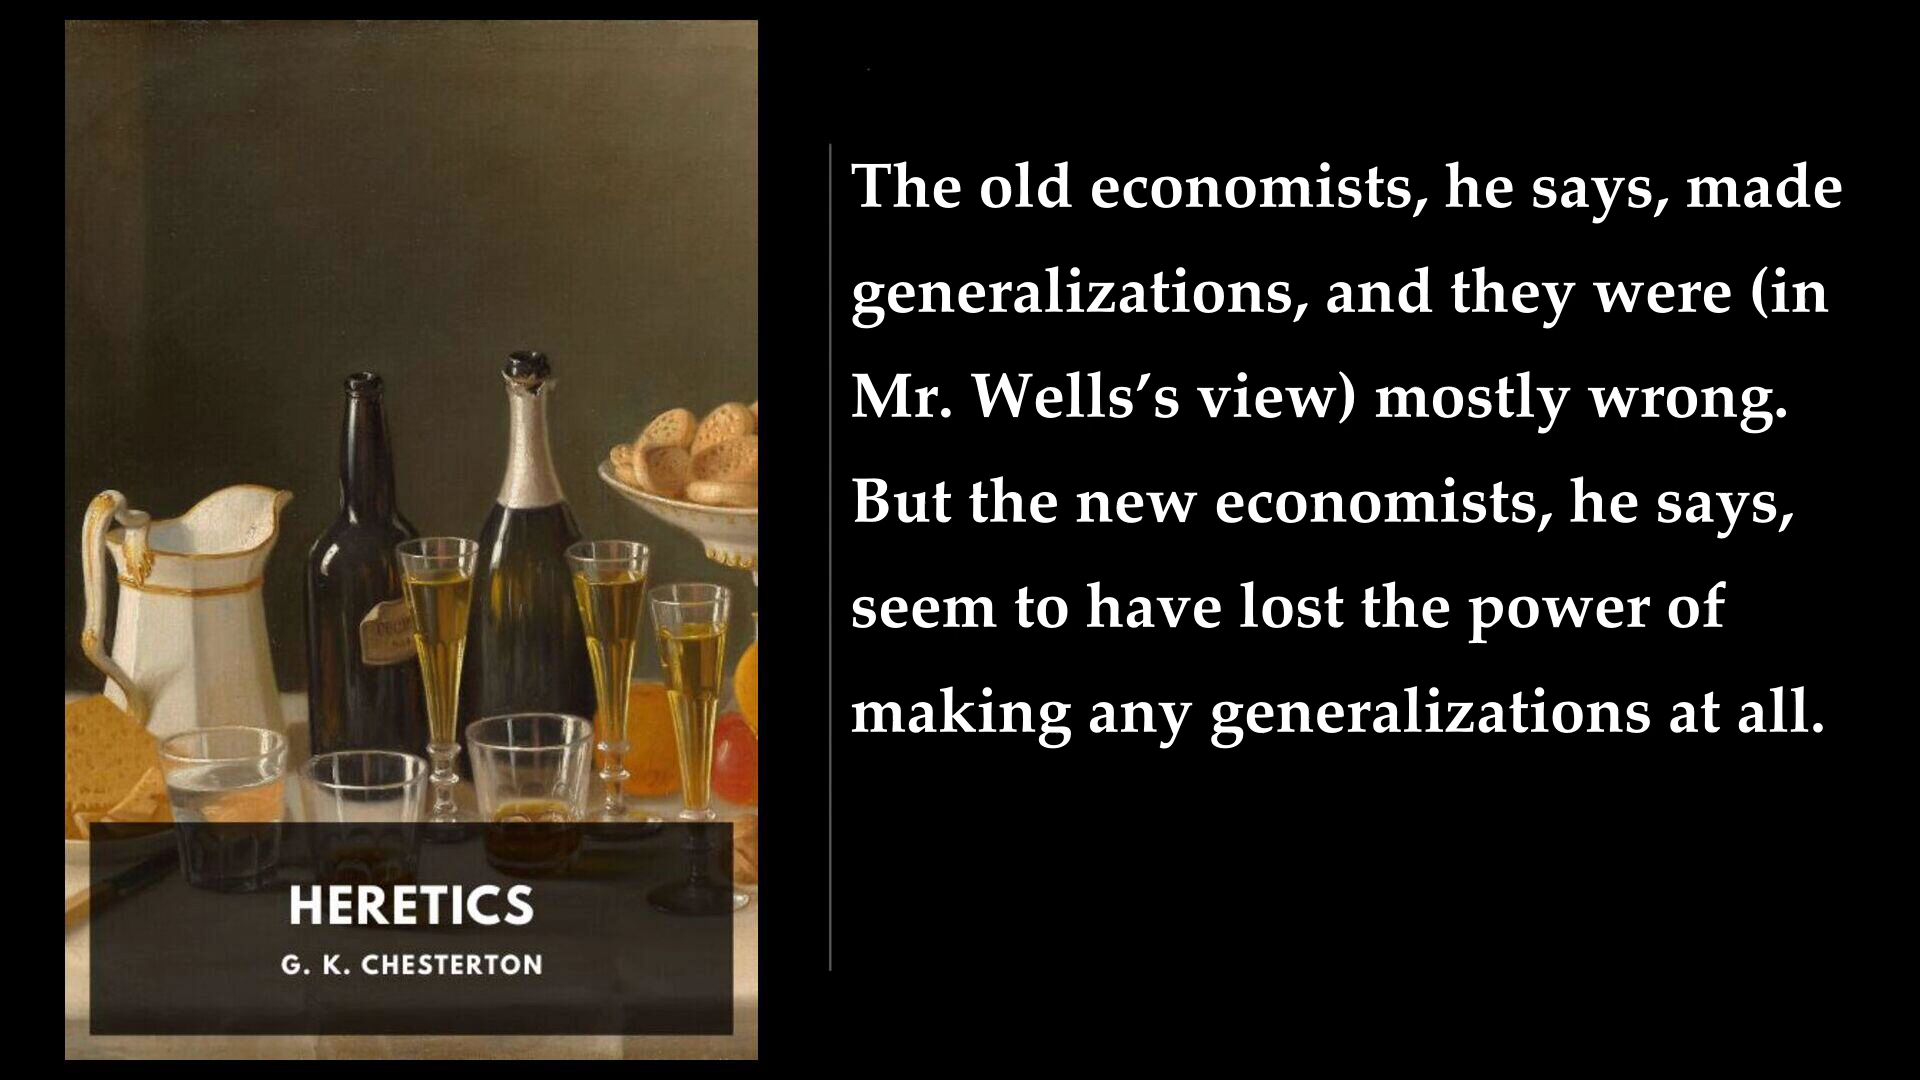 The old economists, he says, made
generalizations, and they were (in
Mr. Wells’s view) mostly wrong.
But the new economists, he says,
seem to have lost the power of
making any generalizations at all.
HERETICS
G. K. CHESTERTON